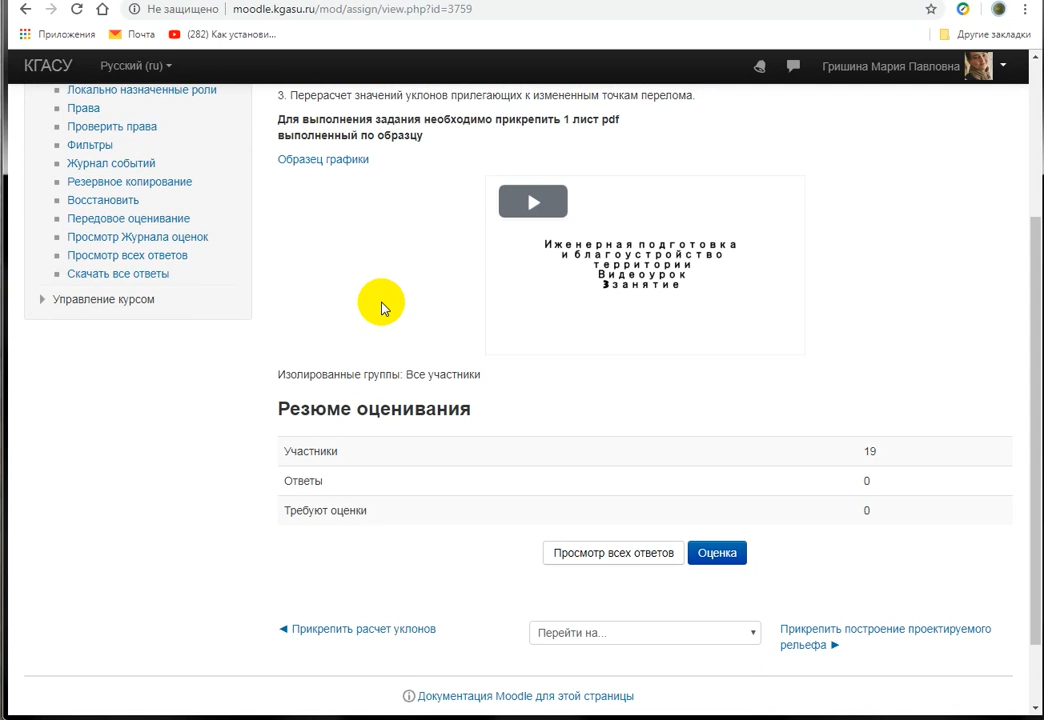 Не защищено | moodle.kgasu.ru/mod/assign/view.php?id=3759
Приложения Почта (282) Как установи... Другие закладки
КГАСУ Русский (ru) Гришина Мария Павловна
Локально назначенные роли
Права
Проверить права
Фильтры
Журнал событий
Резервное копирование
Восстановить
Передовое оценивание
Просмотр Журнала оценок
Просмотр всех ответов
Скачать все ответы
Управление курсом
3. Перерасчет значений уклонов прилегающих к измененным точкам перелома.
Для выполнения задания необходимо прикрепить 1 лист pdf
выполненный по образцу
Образец графики
Иженерная подготовка
и благоустройство
территории
Видеоурок
3 занятие
Изолированные группы: Все участники
Резюме оценивания
Участники 19
Ответы 0
Требуют оценки 0
Просмотр всех ответов Оценка
◄ Прикрепить расчет уклонов
Перейти на...
Прикрепить построение проектируемого
рельефа ►
Документация Moodle для этой страницы